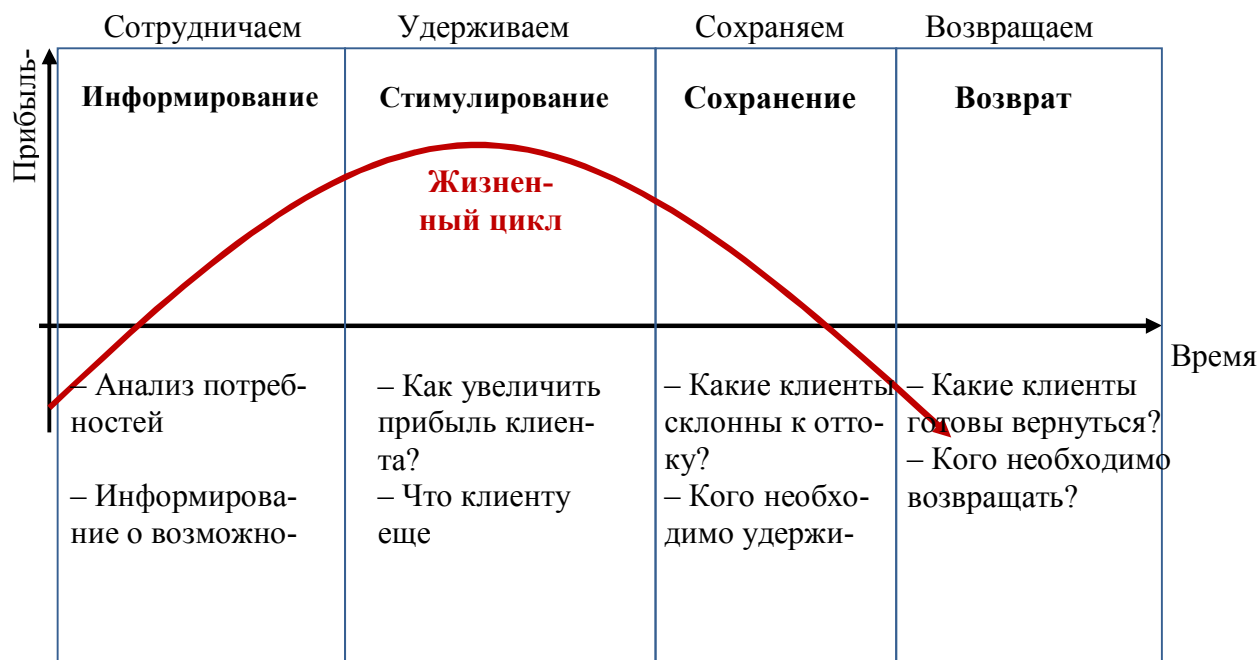 Сотрудничаем
Удерживаем
Сохраняем
Возвращаем
Прибыль-
Информирование
Стимулирование
Сохранение
Возврат
Жизнен-
ный цикл
Время
– Анализ потреб-
ностей
– Информирова-
ние о возможно-
– Как увеличить
прибыль клиен-
та?
– Что клиенту
еще
– Какие клиенты
склонны к отто-
ку?
– Кого необхо-
димо удержи-
– Какие клиенты
готовы вернуться?
– Кого необходимо
возвращать?